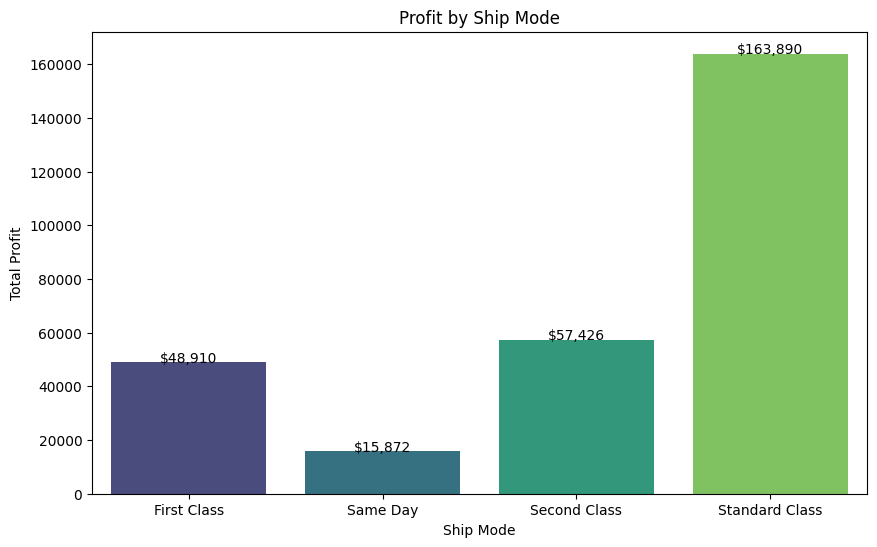 Profit by Ship Mode
Total Profit
160000
140000
120000
100000
80000
60000
40000
20000
0
$48,910
$15,872
$57,426
$163,890
First Class
Same Day
Second Class
Standard Class
Ship Mode